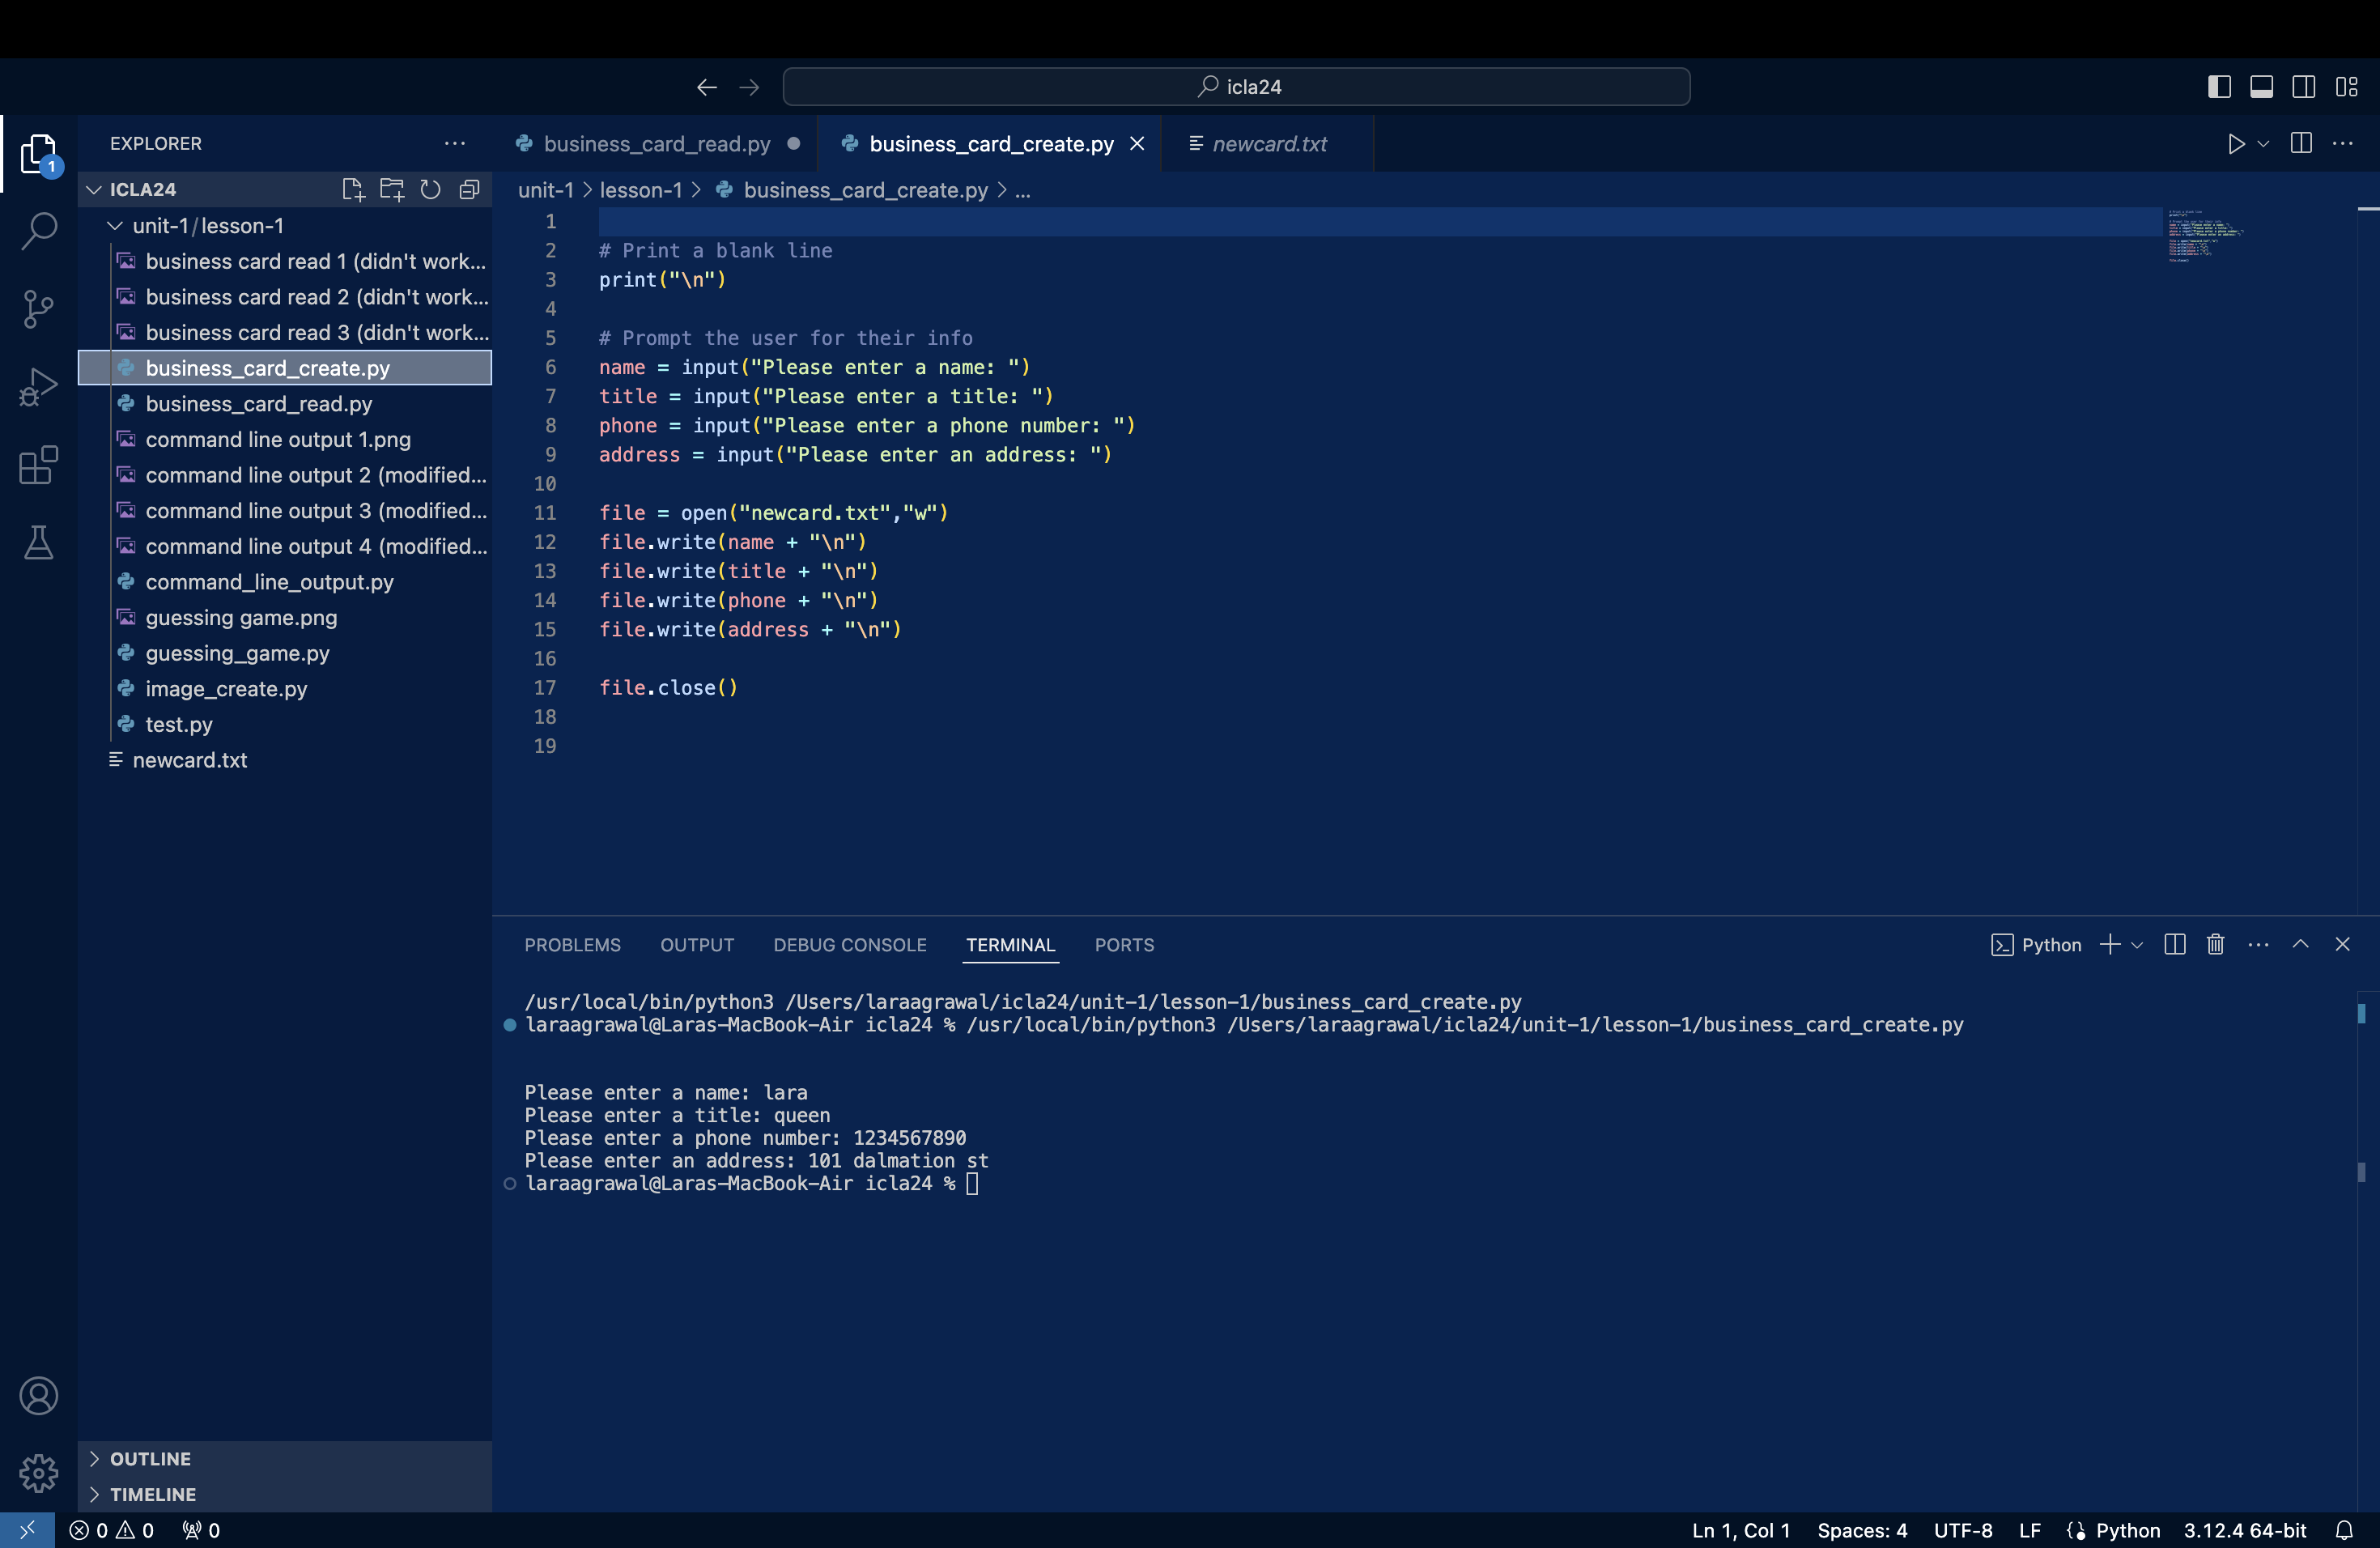 icla24
EXPLORER
business_card_read.py
business_card_create.py
newcard.txt
ICLA24
unit-1 > lesson-1 > business_card_create.py > ...
unit-1/lesson-1
business card read 1 (didn't work...
business card read 2 (didn't work...
business card read 3 (didn't work...
business_card_create.py
business_card_read.py
command line output 1.png
command line output 2 (modified...
command line output 3 (modified...
command line output 4 (modified...
command_line_output.py
guessing game.png
guessing_game.py
image_create.py
test.py
newcard.txt
OUTLINE
TIMELINE
1
1
2 # Print a blank line
3 print("\n")
4
5 # Prompt the user for their info
6 name = input("Please enter a name: ")
7 title = input("Please enter a title: ")
8 phone = input("Please enter a phone number: ")
9 address = input("Please enter an address: ")
10
11 file = open("newcard.txt","w")
12 file.write(name + "\n")
13 file.write(title + "\n")
14 file.write(phone + "\n")
15 file.write(address + "\n")
16
17 file.close()
18
19
PROBLEMS OUTPUT DEBUG CONSOLE TERMINAL PORTS
Python
/usr/local/bin/python3 /Users/laraagrawal/icla24/unit-1/lesson-1/business_card_create.py
laraagrawal@Laras-MacBook-Air icla24 % /usr/local/bin/python3 /Users/laraagrawal/icla24/unit-1/lesson-1/business_card_create.py
Please enter a name: lara
Please enter a title: queen
Please enter a phone number: 1234567890
Please enter an address: 101 dalmation st
laraagrawal@Laras-MacBook-Air icla24 %
0 0 0
Ln 1, Col 1 Spaces: 4 UTF-8 LF Python 3.12.4 64-bit